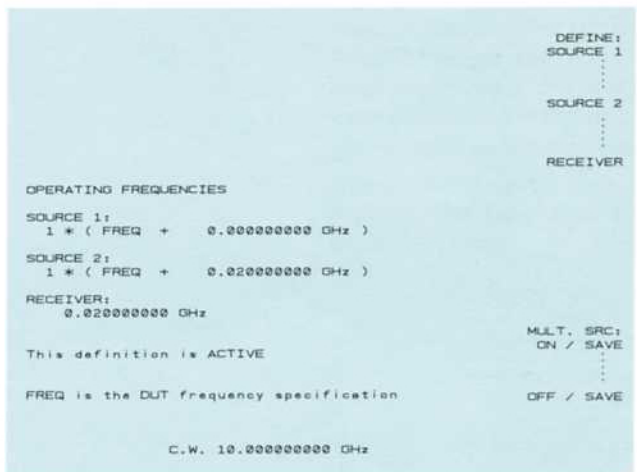 DEFINE:
SOURCE 1
SOURCE 2
RECEIVER
OPERATING FREQUENCIES
SOURCE 1:
1 * ( FREQ + 0.000000000 GHz )
SOURCE 2:
1 * ( FREQ + 0.020000000 GHz )
RECEIVER:
0.020000000 GHz
This definition is ACTIVE
FREQ is the DUT frequency specification
C.W. 10.000000000 GHz
MULT. SRC:
ON / SAVE
OFF / SAVE